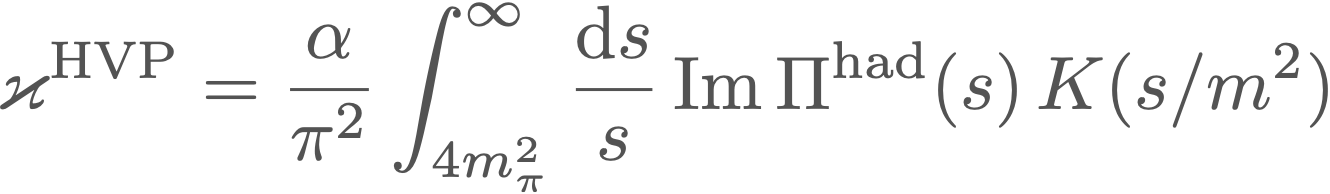 ϰ^HVP = α/π² ∫_{4m_π²}^{∞} ds/s Im Π^had(s) K(s/m²)